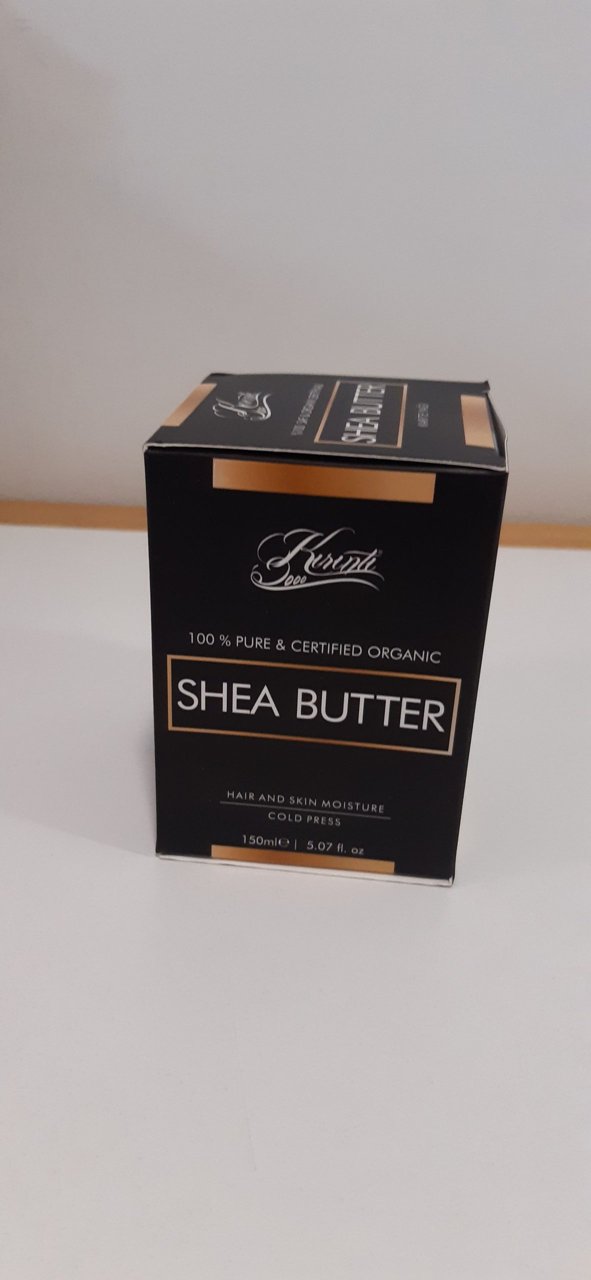 SHEA BUTTER
Kirinti
100 % PURE & CERTIFIED ORGANIC
SHEA BUTTER
HAIR AND SKIN MOISTURE
COLD PRESS
150ml℮ | 5.07 fl. oz